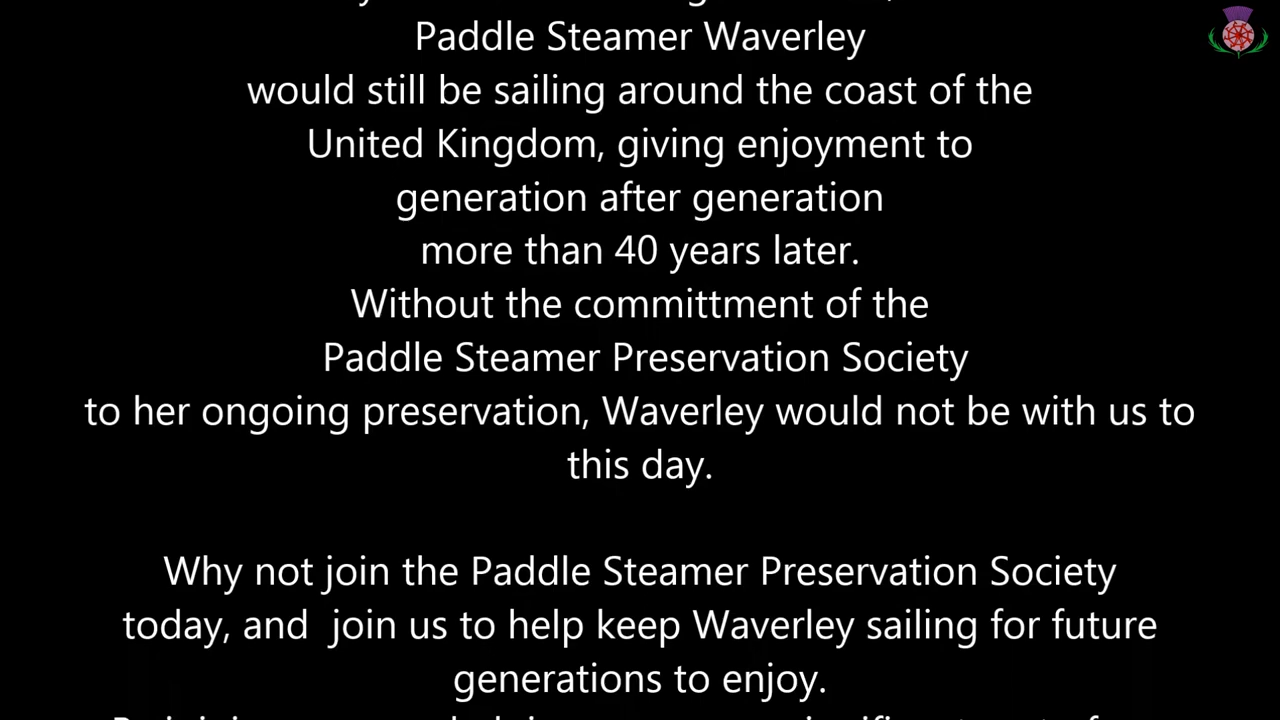 Paddle Steamer Waverley
would still be sailing around the coast of the
United Kingdom, giving enjoyment to
generation after generation
more than 40 years later.
Without the committment of the
Paddle Steamer Preservation Society
to her ongoing preservation, Waverley would not be with us to
this day.
Why not join the Paddle Steamer Preservation Society
today, and  join us to help keep Waverley sailing for future
generations to enjoy.